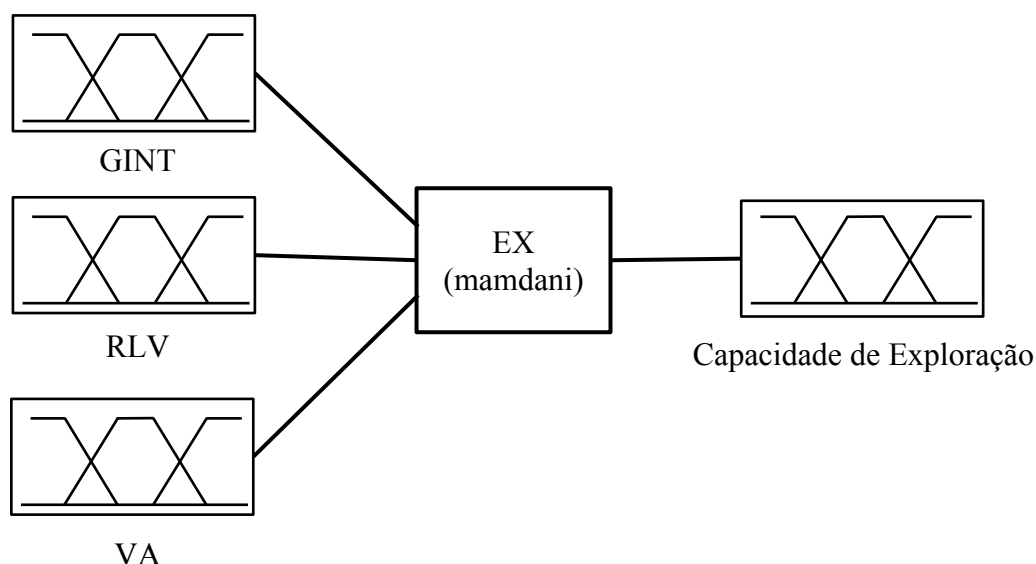 GINT
RLV
VA
EX
(mamdani)
Capacidade de Exploração